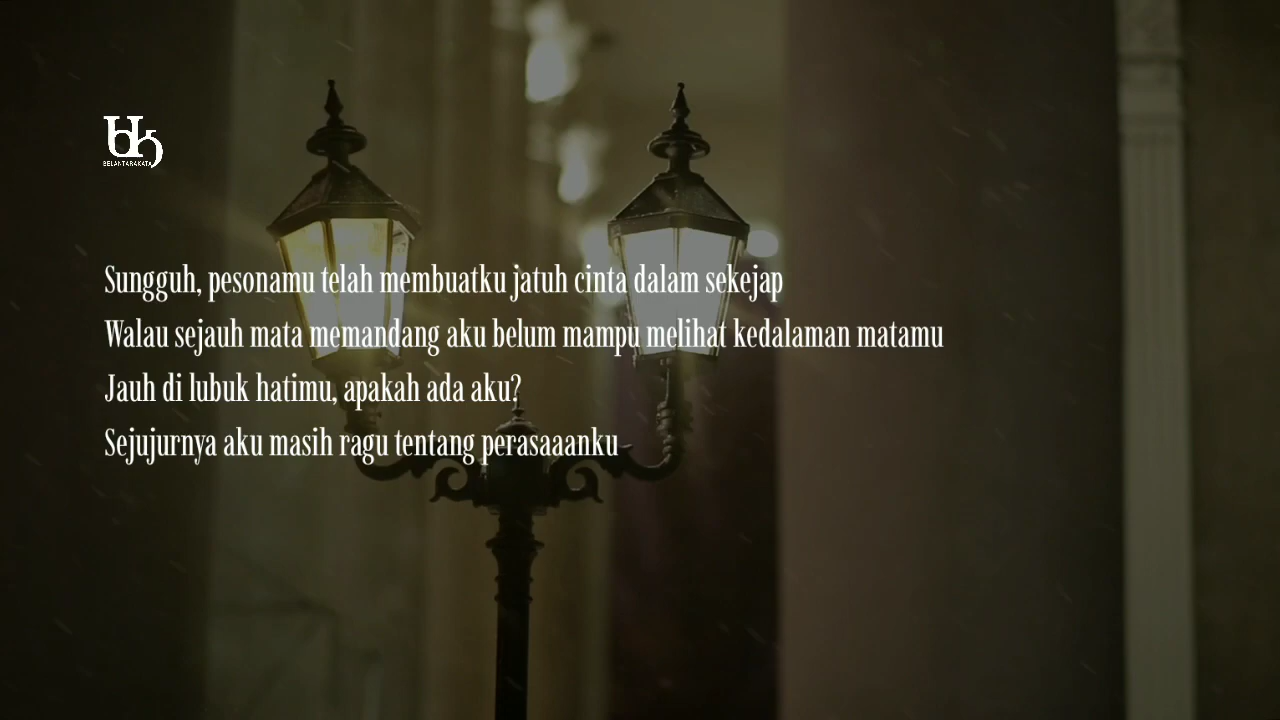 BELANTARAKATA
Sungguh, pesonamu telah membuatku jatuh cinta dalam sekejap
Walau sejauh mata memandang aku belum mampu melihat kedalaman matamu
Jauh di lubuk hatimu, apakah ada aku?
Sejujurnya aku masih ragu tentang perasaaanku